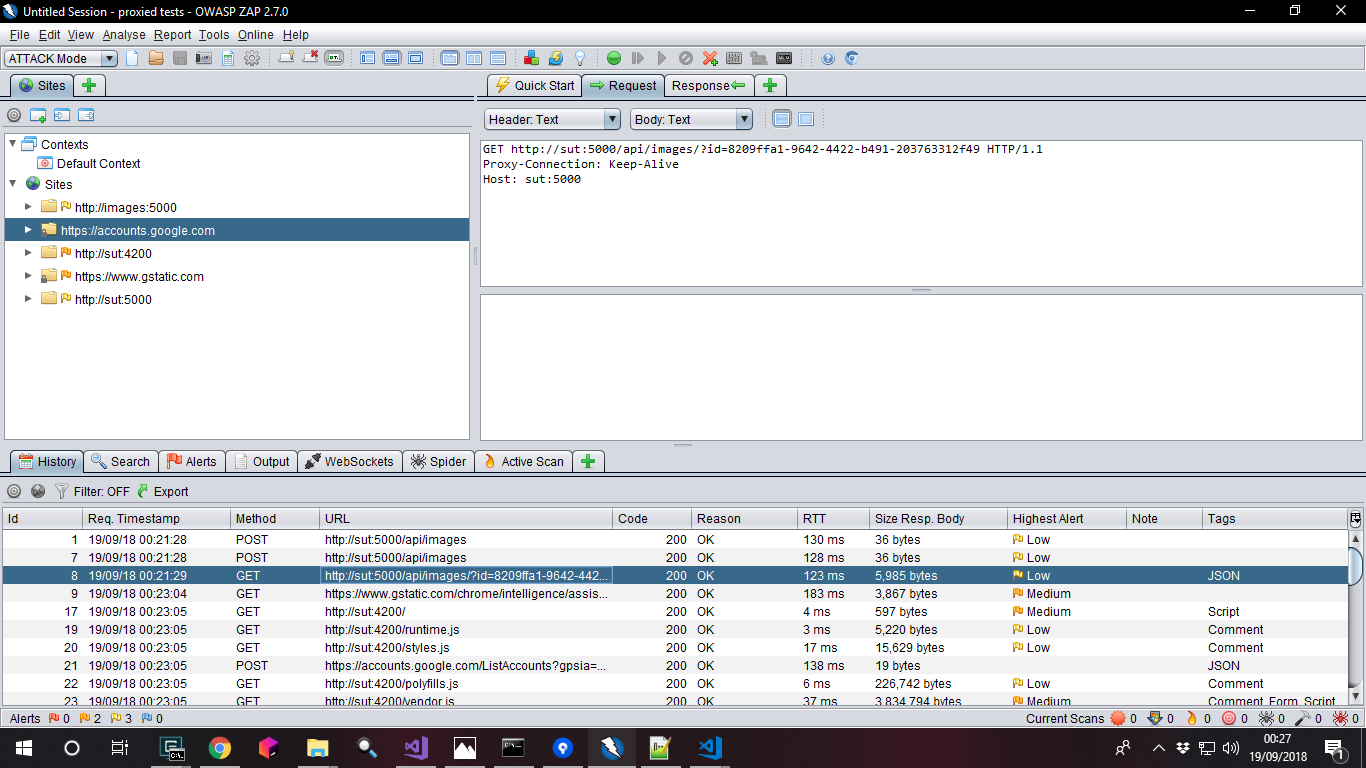 Untitled Session - proxied tests - OWASP ZAP 2.7.0
File Edit View Analyse Report Tools Online Help
ATTACK Mode
Sites
Quick Start Request Response
Header: Text Body: Text
Contexts
Default Context
Sites
http://images:5000
https://accounts.google.com
http://sut:4200
https://www.gstatic.com
http://sut:5000
GET http://sut:5000/api/images/?id=8209ffa1-9642-4422-b491-203763312f49 HTTP/1.1
Proxy-Connection: Keep-Alive
Host: sut:5000
History Search Alerts Output WebSockets Spider Active Scan
Filter: OFF Export
Id Req. Timestamp Method URL Code Reason RTT Size Resp. Body Highest Alert Note Tags
1 19/09/18 00:21:28 POST http://sut:5000/api/images 200 OK 130 ms 36 bytes Low
7 19/09/18 00:21:28 POST http://sut:5000/api/images 200 OK 128 ms 36 bytes Low
8 19/09/18 00:21:29 GET http://sut:5000/api/images/?id=8209ffa1-9642-442... 200 OK 123 ms 5,985 bytes Low JSON
9 19/09/18 00:23:04 GET https://www.gstatic.com/chrome/intelligence/assis... 200 OK 183 ms 3,867 bytes Medium
17 19/09/18 00:23:05 GET http://sut:4200/ 200 OK 4 ms 597 bytes Medium Script
19 19/09/18 00:23:05 GET http://sut:4200/runtime.js 200 OK 3 ms 5,220 bytes Low Comment
20 19/09/18 00:23:05 GET http://sut:4200/styles.js 200 OK 17 ms 15,629 bytes Low Comment
21 19/09/18 00:23:05 POST https://accounts.google.com/ListAccounts?gpsia=... 200 OK 138 ms 19 bytes JSON
22 19/09/18 00:23:05 GET http://sut:4200/polyfills.js 200 OK 6 ms 226,742 bytes Low Comment
23 19/09/18 00:23:05 GET http://sut:4200/vendor.js 200 OK 37 ms 3,834,794 bytes Medium Comment, Form, Script
Alerts 0 2 3 0 Current Scans 0 0 0 0 0 0 0
00:27
19/09/2018
1